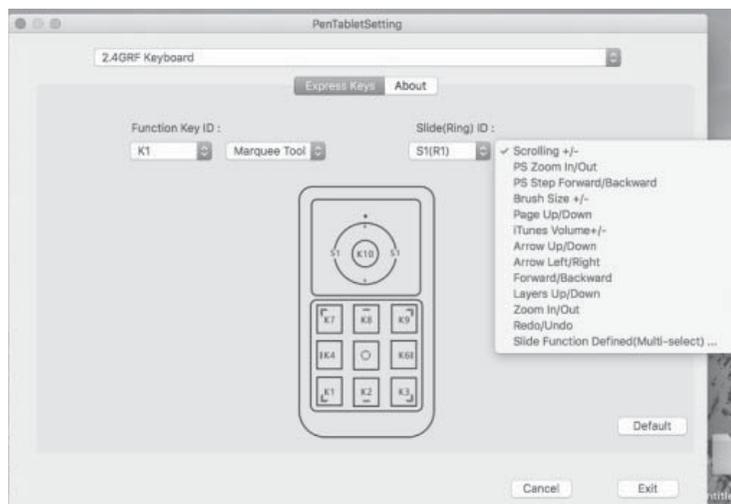 PenTabletSetting
2.4GRF Keyboard
Express Keys About
Function Key ID :
Slide(Ring) ID :
K1
Marquee Tool
S1(R1)
✓ Scrolling +/-
PS Zoom In/Out
PS Step Forward/Backward
Brush Size +/-
Page Up/Down
iTunes Volume+/-
Arrow Up/Down
Arrow Left/Right
Forward/Backward
Layers Up/Down
Zoom In/Out
Redo/Undo
Slide Function Defined(Multi-select) ...
S1 K10 S1
K7 K8 K9
K4 K6
K1 K2 K3
Default
Cancel Exit